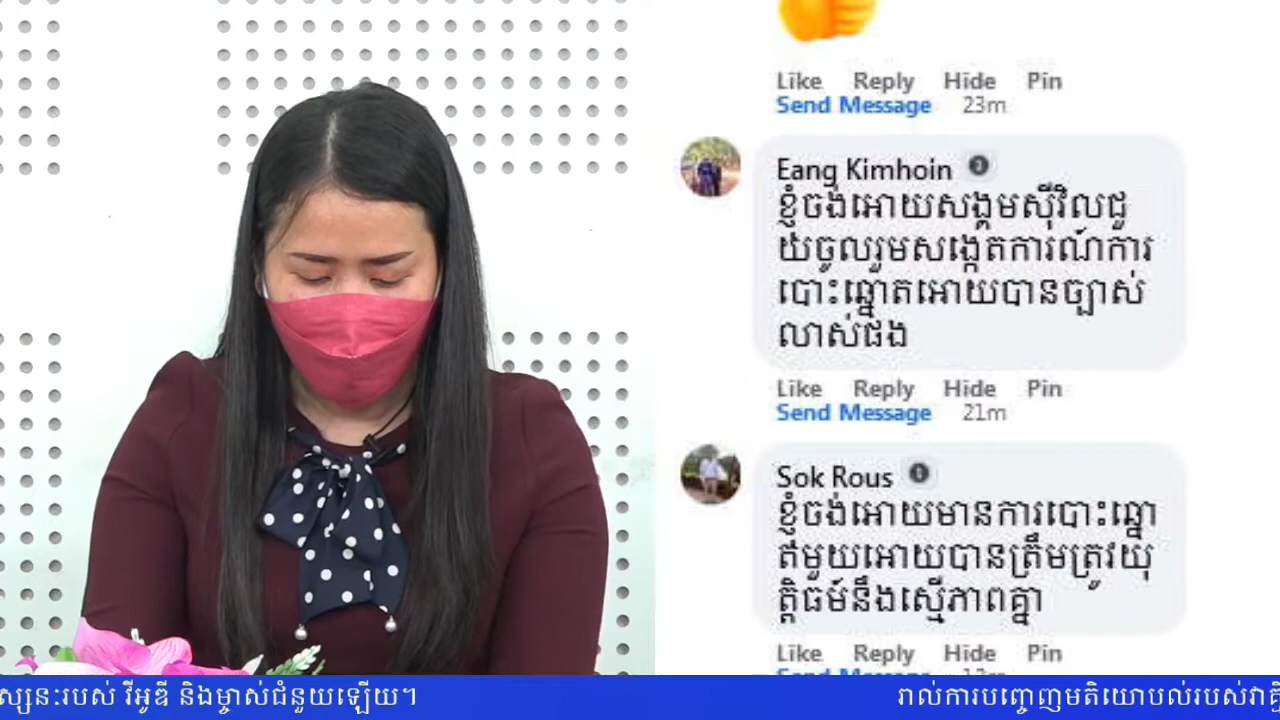 Like Reply Hide Pin
Send Message 23m
Eang Kimhoin
ខ្ញុំចង់អោយសង្គមស៊ីវិលជួ
យចូលរួមសង្កេតការណ៍ការ
បោះឆ្នោតអោយបានច្បាស់
លាស់ផង
Like Reply Hide Pin
Send Message 21m
Sok Rous
ខ្ញុំចង់អោយមានការបោះឆ្នោ
តមួយអោយបានត្រឹមត្រូវយុ
ត្តិធម៍នឹងស្មើភាពគ្នា
Like Reply Hide Pin
Send Message
ស្សនៈរបស់ វីអូឌី និងម្ចាស់ជំនួយឡើយ។
រាល់ការបញ្ចេញមតិយោបល់របស់វាគ្មិ